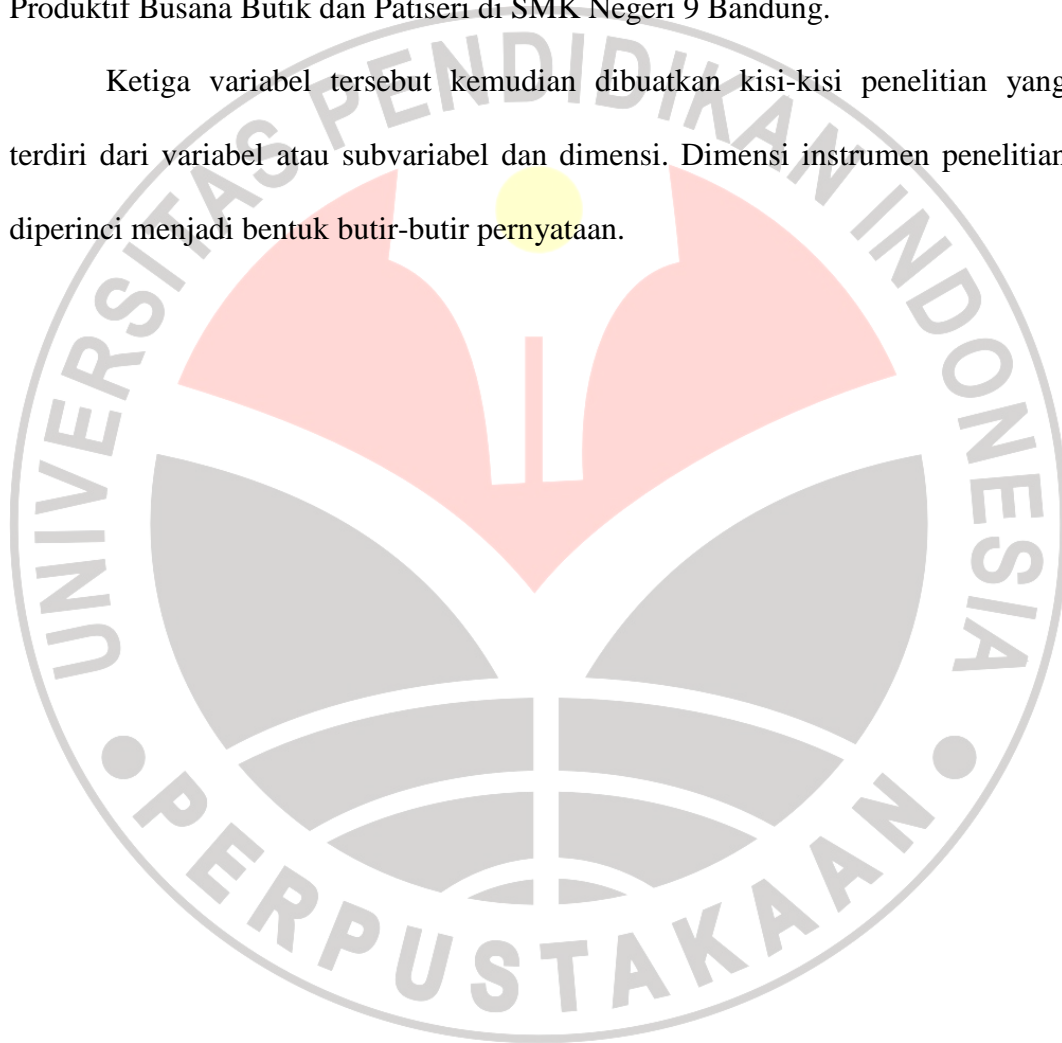 Produktif Busana Butik dan Patiseri di SMK Negeri 9 Bandung.
Ketiga variabel tersebut kemudian dibuatkan kisi-kisi penelitian yang
terdiri dari variabel atau subvariabel dan dimensi. Dimensi instrumen penelitian
diperinci menjadi bentuk butir-butir pernyataan.
UNIVERSITAS PENDIDIKAN INDONESIA
PERPUSTAKAAN